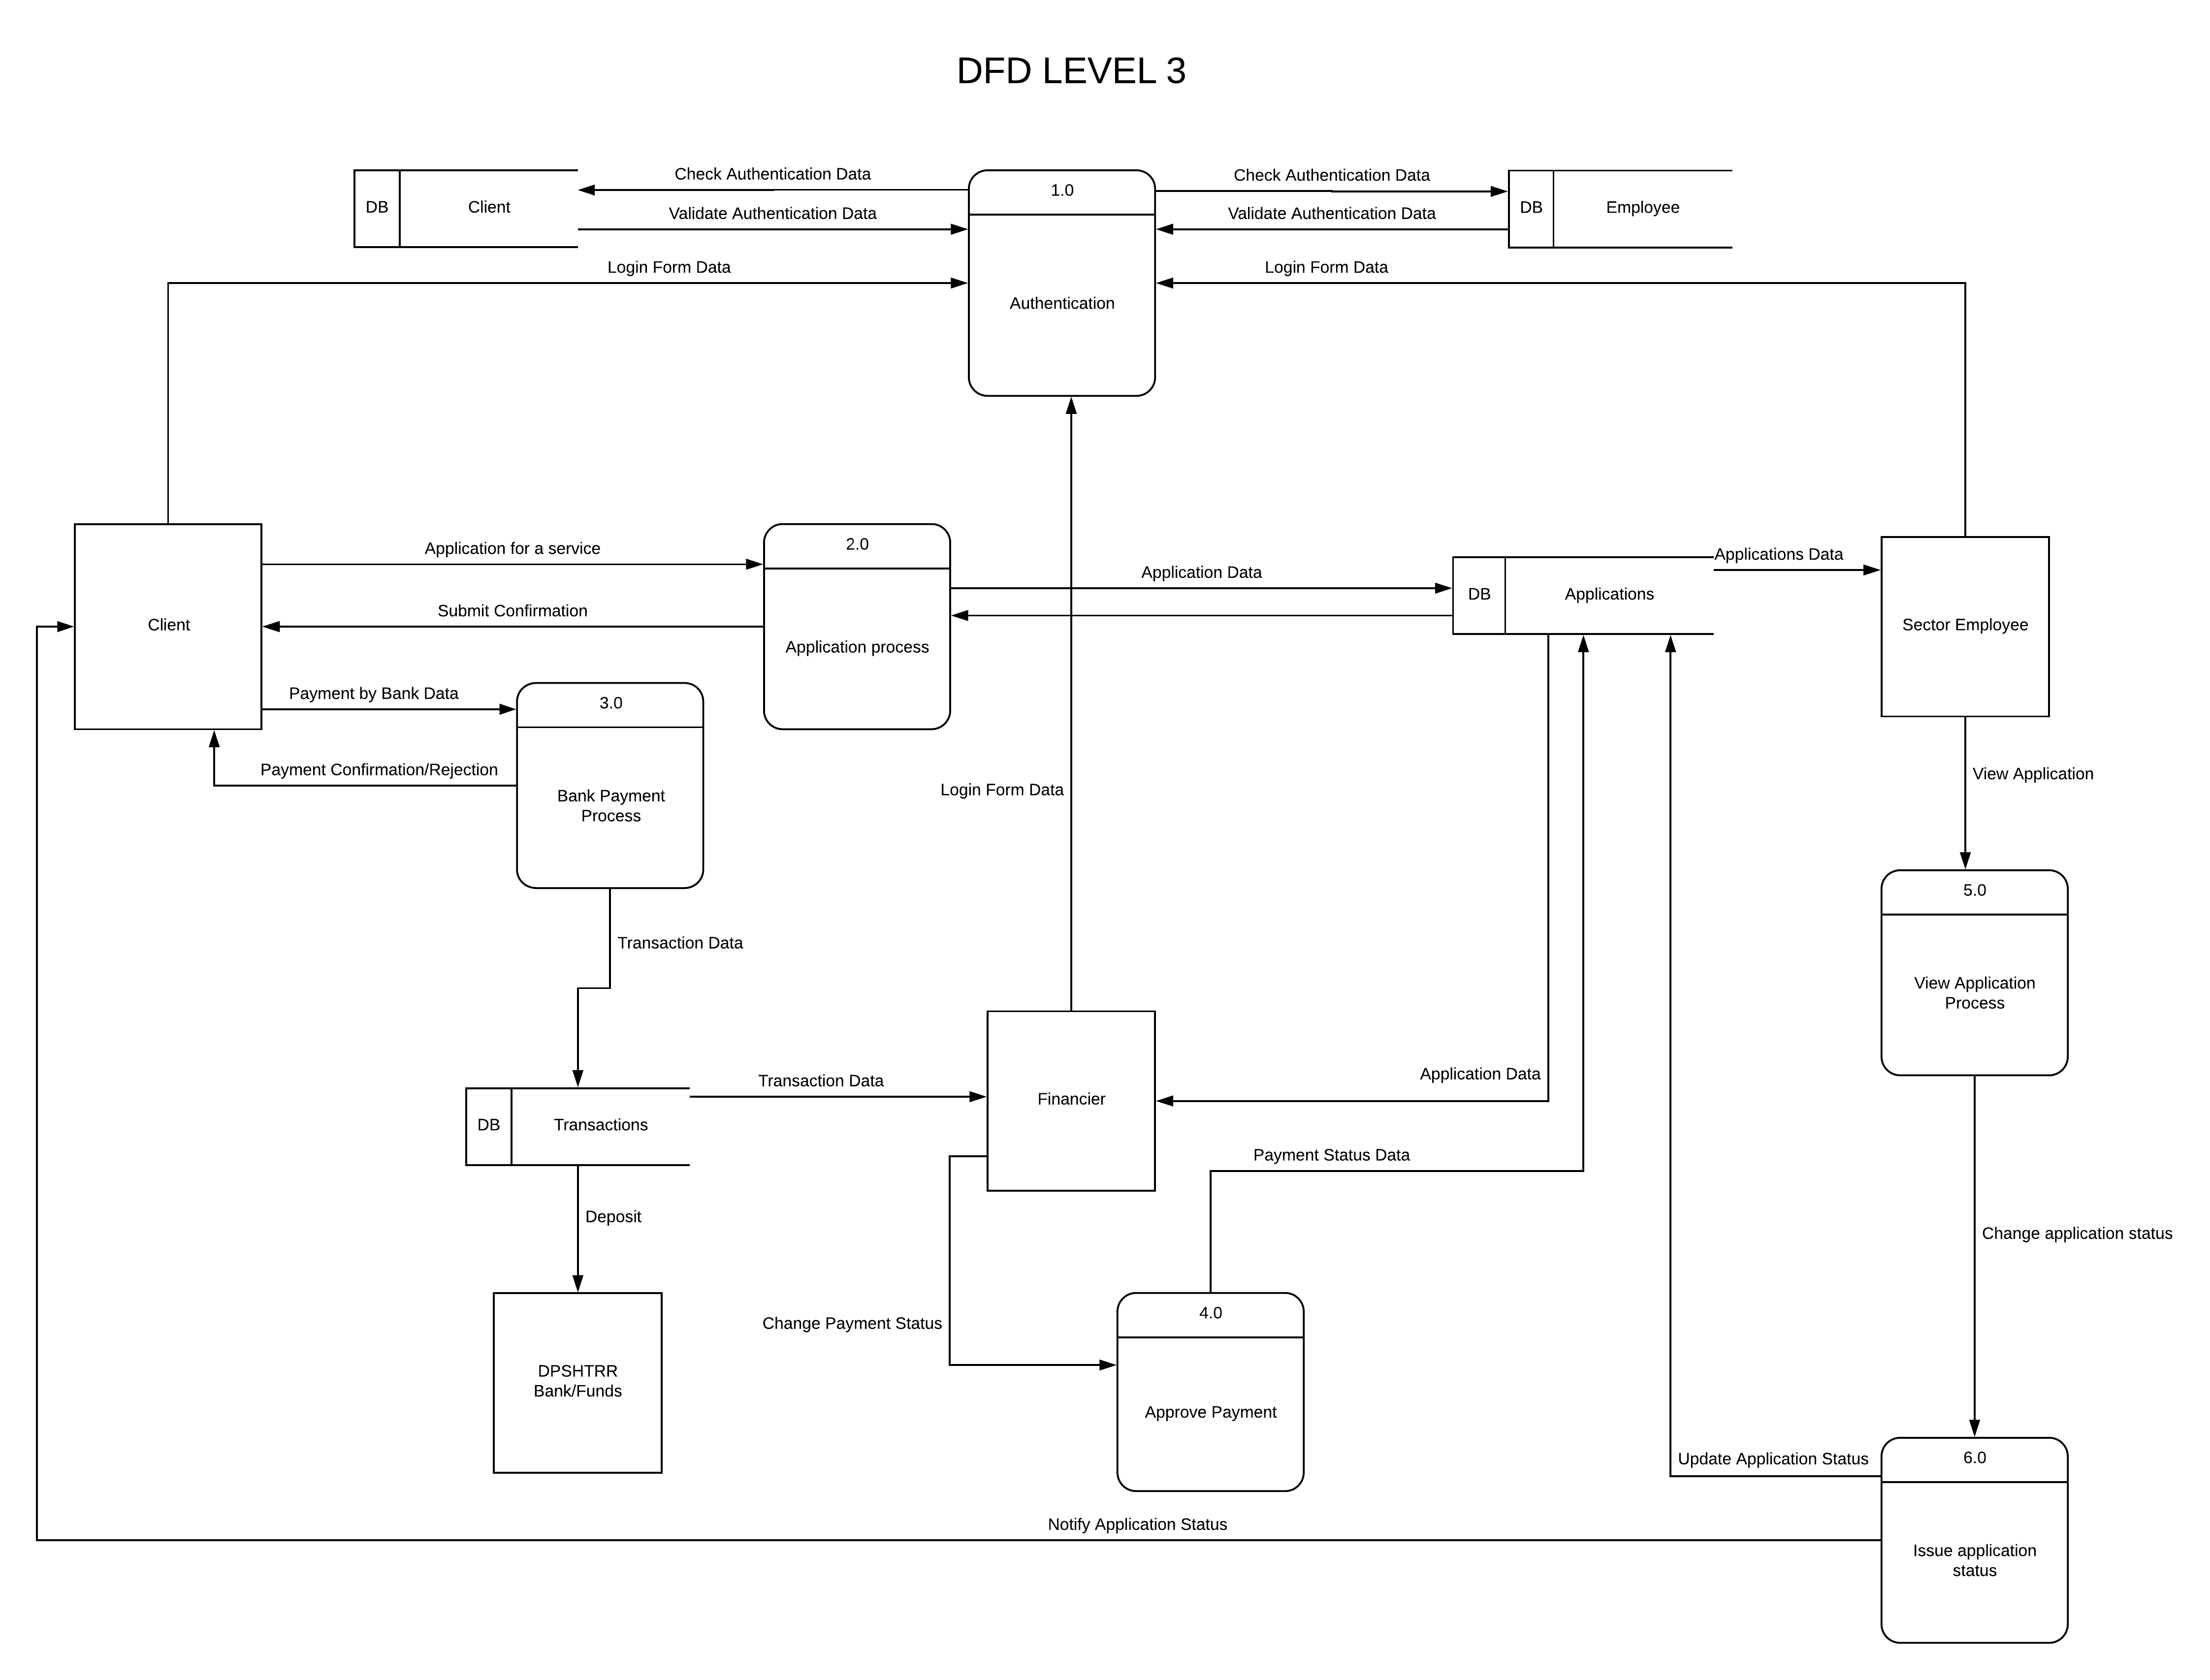 DFD LEVEL 3
DB
Client
Check Authentication Data
Validate Authentication Data
Login Form Data
1.0
Authentication
Check Authentication Data
Validate Authentication Data
Login Form Data
DB
Employee
Client
Application for a service
Submit Confirmation
2.0
Application process
Application Data
DB
Applications
Applications Data
Sector Employee
Payment by Bank Data
Payment Confirmation/Rejection
3.0
Bank Payment
Process
Login Form Data
View Application
5.0
View Application
Process
Transaction Data
DB
Transactions
Transaction Data
Financier
Application Data
Payment Status Data
Deposit
DPSHTRR
Bank/Funds
Change Payment Status
4.0
Approve Payment
Change application status
Update Application Status
6.0
Issue application
status
Notify Application Status